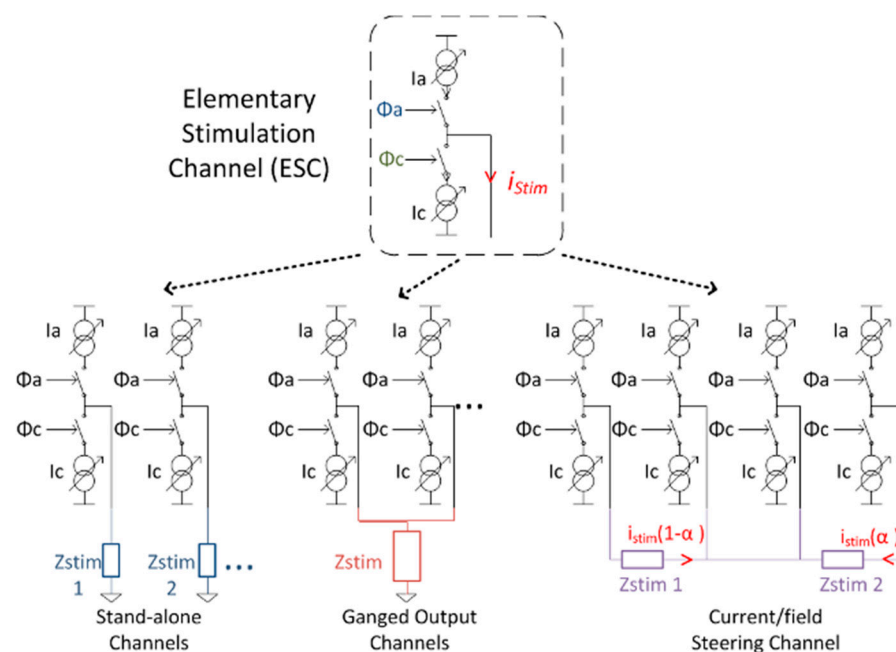 Elementary
Stimulation
Channel (ESC)
Ia
Φa
Φc
iStim
Ic
Ia
Ia
Φa
Φa
Φc
Φc
Ic
Ic
Zstim
1
Zstim
2
...
Stand-alone
Channels
Ia
Ia
Φa
Φa
...
Φc
Φc
Ic
Ic
Zstim
Ganged Output
Channels
Ia
Ia
Ia
Ia
Φa
Φa
Φa
Φa
Φc
Φc
Φc
Φc
Ic
Ic
Ic
Ic
istim(1-α )
istim(α )
Zstim 1
Zstim 2
Current/field
Steering Channel